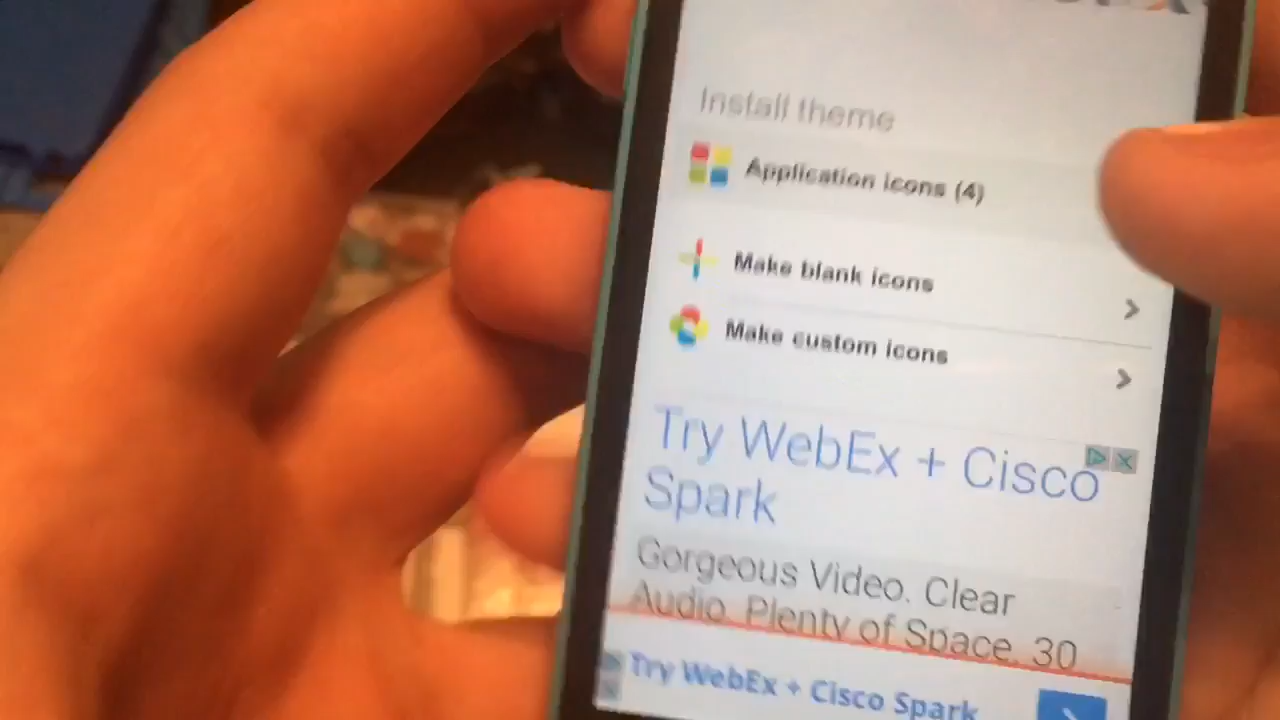 Install theme
Application icons (4)
Make blank icons
Make custom icons
Try WebEx + Cisco
Spark
Gorgeous Video. Clear
Audio. Plenty of Space. 30
Try WebEx + Cisco Spark